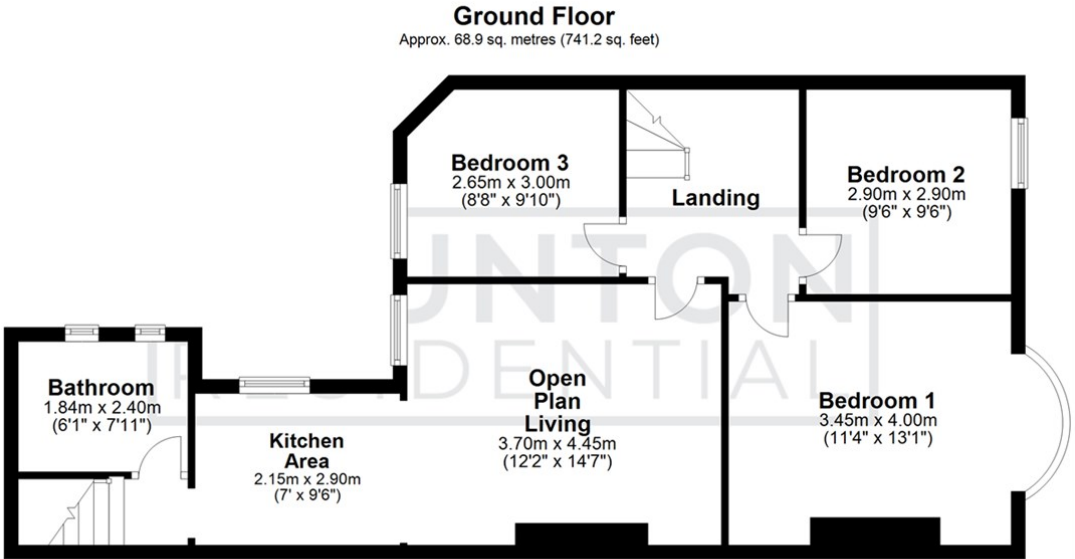 Ground Floor
Approx. 68.9 sq. metres (741.2 sq. feet)
Bedroom 3
2.65m x 3.00m
(8'8" x 9'10")
Landing
Bedroom 2
2.90m x 2.90m
(9'6" x 9'6")
Bathroom
1.84m x 2.40m
(6'1" x 7'11")
Kitchen
Area
2.15m x 2.90m
(7' x 9'6")
Open
Plan
Living
3.70m x 4.45m
(12'2" x 14'7")
Bedroom 1
3.45m x 4.00m
(11'4" x 13'1")